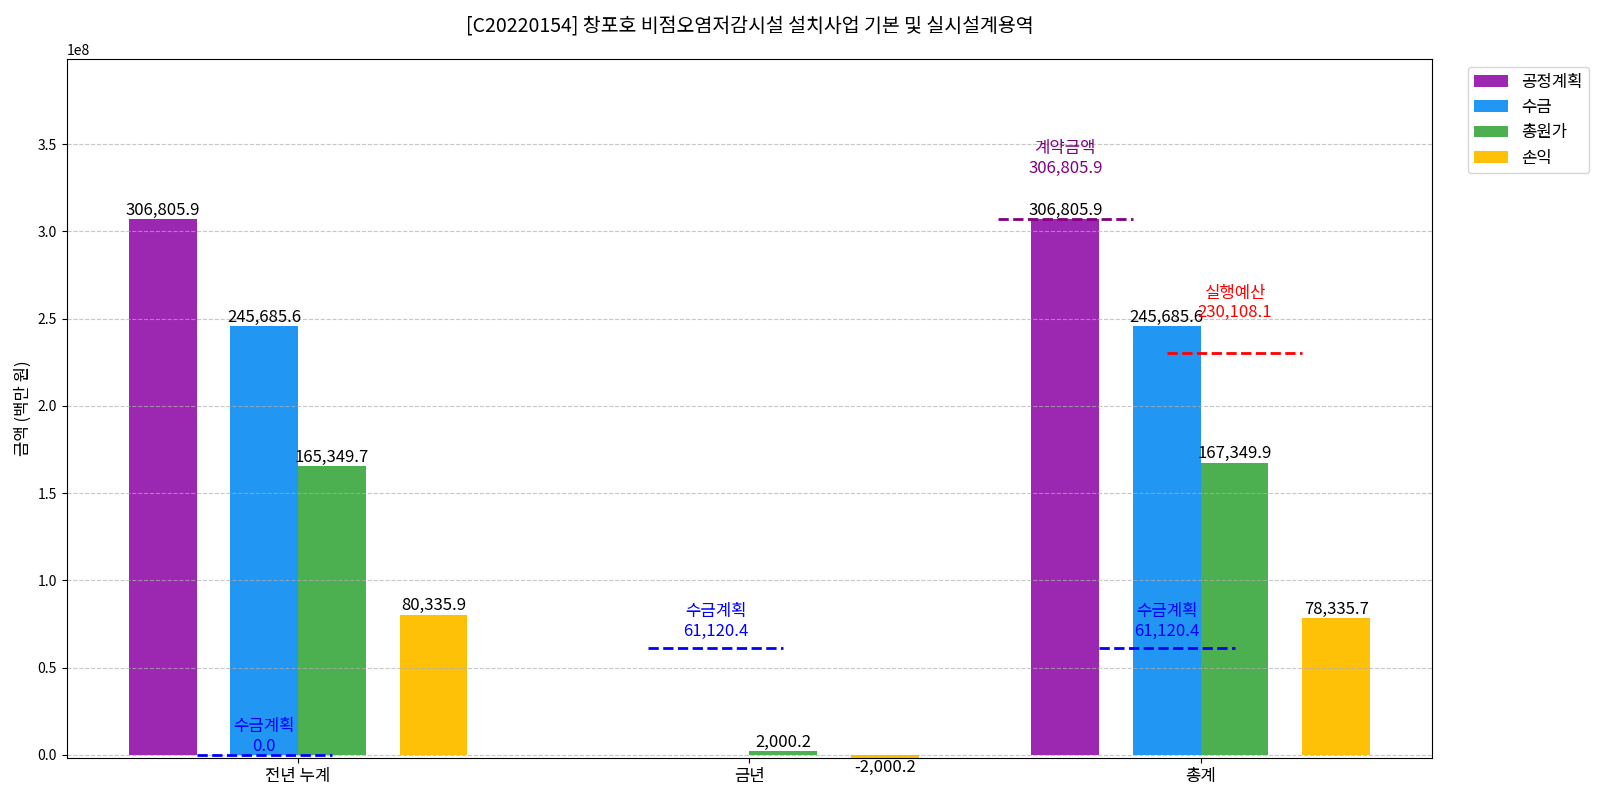 [C20220154] 창포호 비점오염저감시설 설치사업 기본 및 실시설계용역
1e8
공정계획
수금
총원가
손익
금액 (백만 원)
3.5
3.0
2.5
2.0
1.5
1.0
0.5
0.0
306,805.9
245,685.6
165,349.7
80,335.9
수금계획
0.0
수금계획
61,120.4
2,000.2
-2,000.2
계약금액
306,805.9
306,805.9
실행예산
230,108.1
245,685.6
167,349.9
수금계획
61,120.4
78,335.7
전년 누계
금년
총계